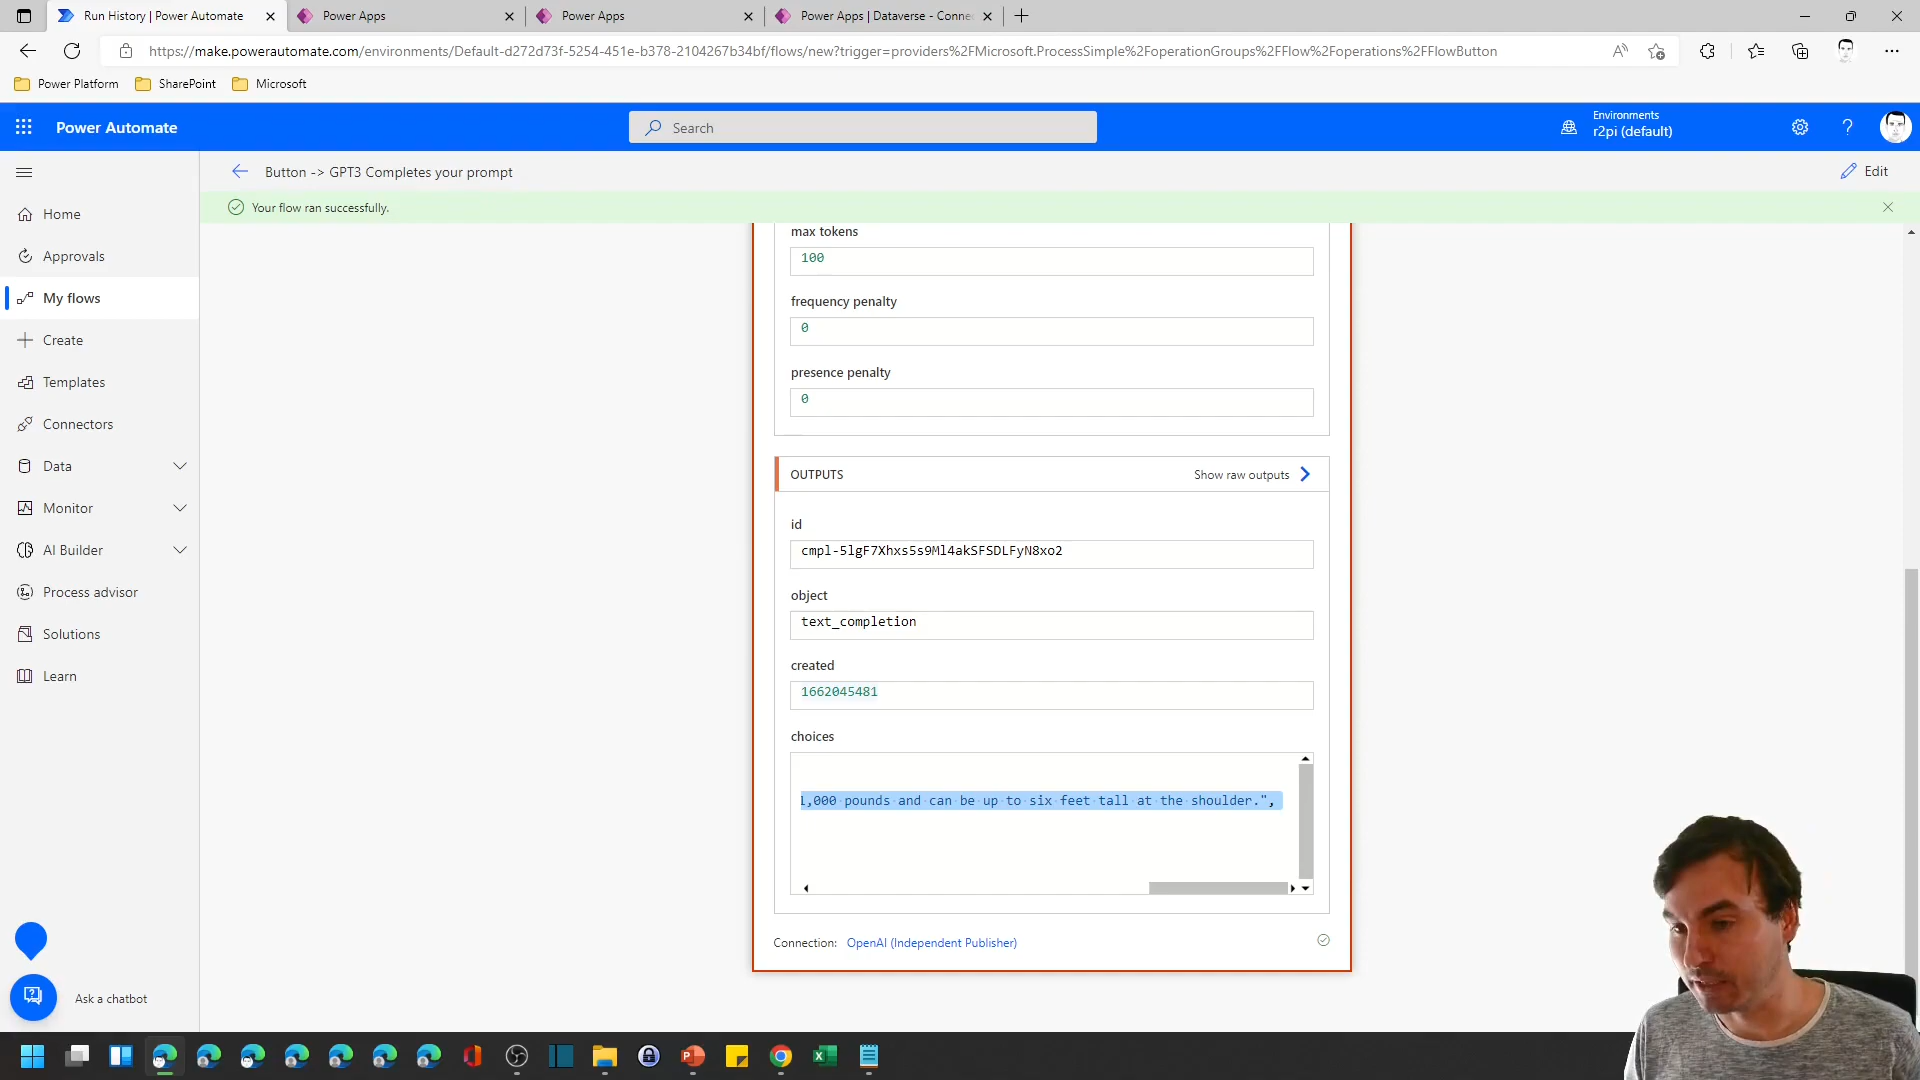 Run History | Power Automate
Power Apps
Power Apps
Power Apps | Dataverse - Conne
https://make.powerautomate.com/environments/Default-d272d73f-5254-451e-b378-2104267b34bf/flows/new?trigger=providers%2FMicrosoft.ProcessSimple%2FoperationGroups%2FFlow%2Foperations%2FFlowButton
Power Platform
SharePoint
Microsoft
Power Automate
Search
Environments
r2pi (default)
Button -> GPT3 Completes your prompt
Edit
Your flow ran successfully.
Home
Approvals
My flows
Create
Templates
Connectors
Data
Monitor
AI Builder
Process advisor
Solutions
Learn
Ask a chatbot
max tokens
100
frequency penalty
0
presence penalty
0
OUTPUTS
Show raw outputs
id
cmpl-5lgF7Xhxs5s9Ml4akSFSDLFyN8xo2
object
text_completion
created
1662045481
choices
1,000 pounds and can be up to six feet tall at the shoulder.",
Connection: OpenAI (Independent Publisher)